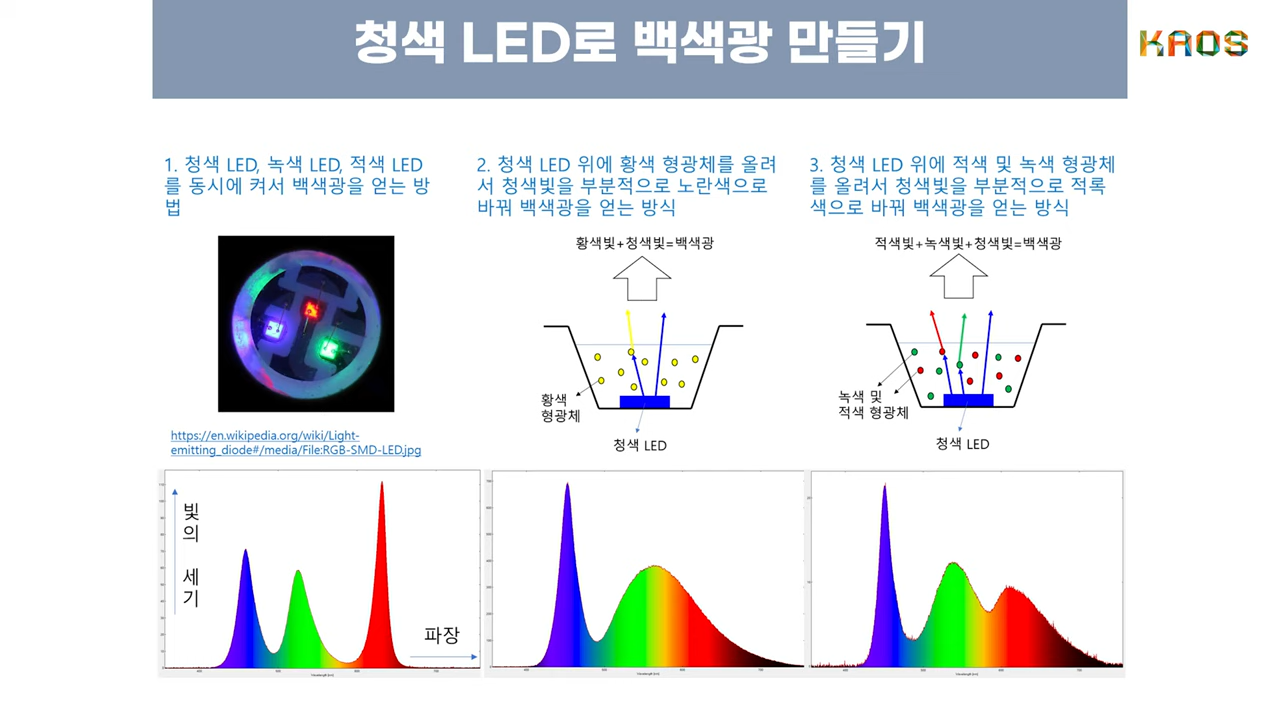 청색 LED로 백색광 만들기
KAOS
1. 청색 LED, 녹색 LED, 적색 LED
를 동시에 켜서 백색광을 얻는 방
법
2. 청색 LED 위에 황색 형광체를 올려
서 청색빛을 부분적으로 노란색으로
바꿔 백색광을 얻는 방식
3. 청색 LED 위에 적색 및 녹색 형광체
를 올려서 청색빛을 부분적으로 적록
색으로 바꿔 백색광을 얻는 방식
황색빛+청색빛=백색광
적색빛+녹색빛+청색빛=백색광
황색
형광체
청색 LED
녹색 및
적색 형광체
청색 LED
https://en.wikipedia.org/wiki/Light-
emitting_diode#/media/File:RGB-SMD-LED.jpg
빛
의
세
기
파장